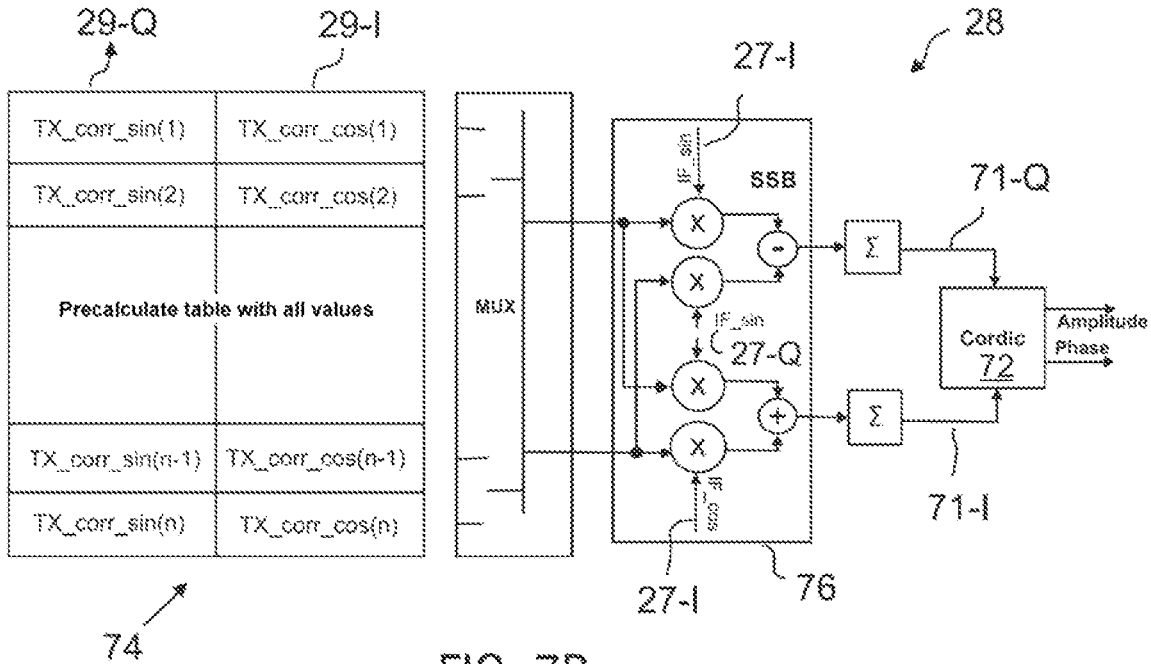 29-Q
29-I
28
27-I
TX_corr_sin(1)
TX_corr_cos(1)
IF_sin
SSB
71-Q
TX_corr_sin(2)
TX_corr_cos(2)
X
-
Σ
X
Precalculate table with all values
MUX
IF_sin
Amplitude
27-Q
Cordic
Phase
72
X
+
Σ
TX_corr_sin(n-1)
TX_corr_cos(n-1)
X
TX_corr_sin(n)
TX_corr_cos(n)
71-I
27-I
76
74